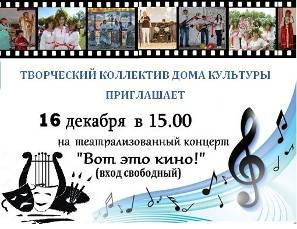 ТВОРЧЕСКИЙ КОЛЛЕКТИВ ДОМА КУЛЬТУРЫ
ПРИГЛАШАЕТ
16 декабря в 15.00
на театрализованный концерт
"Вот это кино!"
(вход свободный)